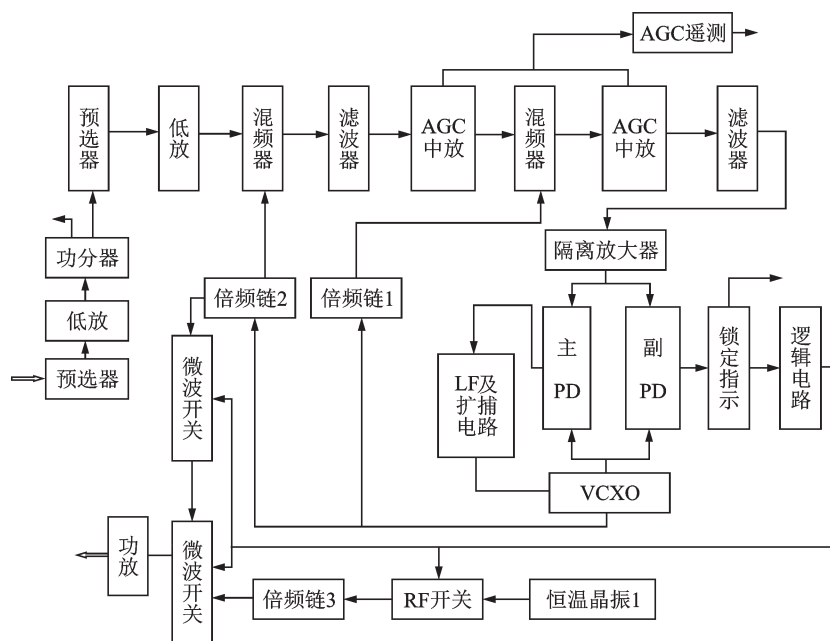 AGC遥测
预选器
低放
混频器
滤波器
AGC
中放
混频器
AGC
中放
滤波器
功分器
隔离放大器
倍频链2
倍频链1
低放
预选器
微波开关
LF及
扩捕
电路
主
PD
副
PD
锁定指示
逻辑电路
VCXO
功放
微波开关
倍频链3
RF开关
恒温晶振1